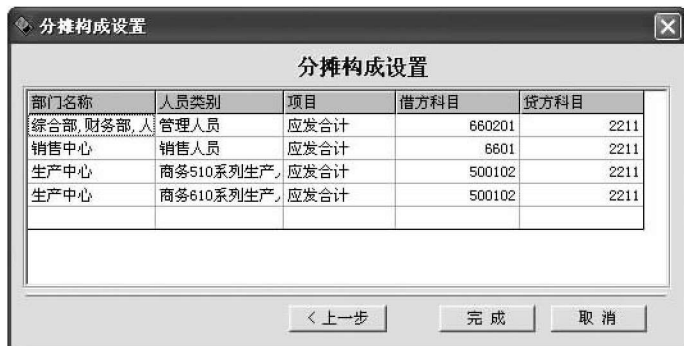 分摊构成设置
分摊构成设置
部门名称 人员类别 项目 借方科目 贷方科目
综合部,财务部,人 管理人员 应发合计 660201 2211
销售中心 销售人员 应发合计 6601 2211
生产中心 商务510系列生产, 应发合计 500102 2211
生产中心 商务610系列生产, 应发合计 500102 2211
<上一步 完成 取消